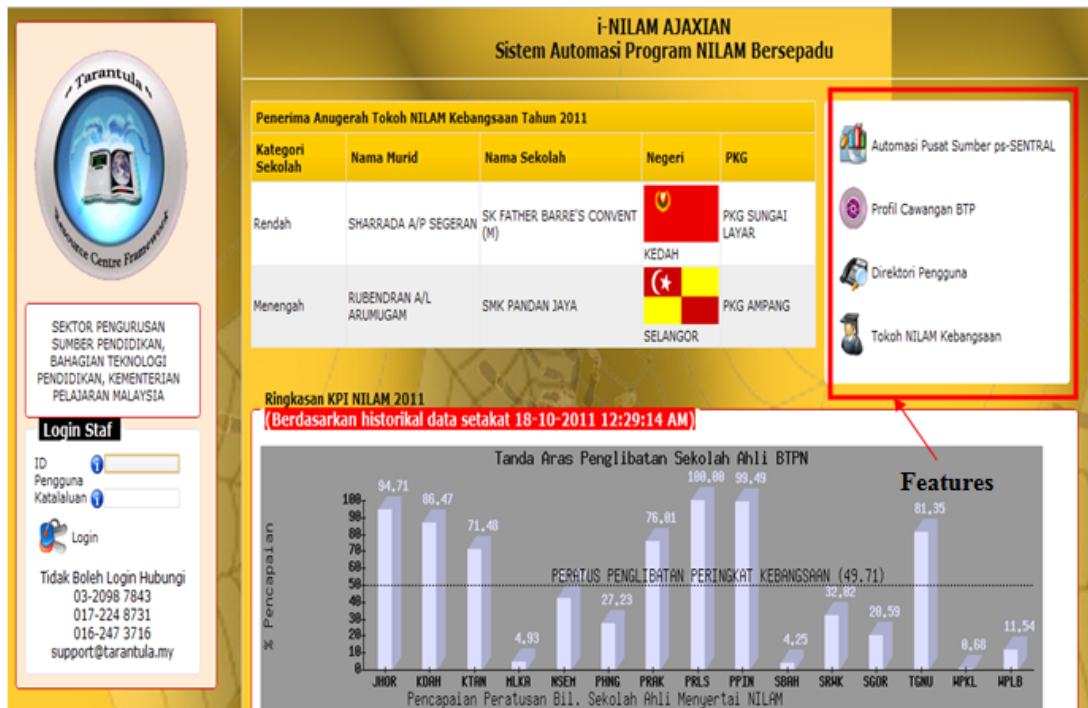 i-NILAM AJAXIAN
Sistem Automasi Program NILAM Bersepadu
Tarantula
Resource Centre Framework
SEKTOR PENGURUSAN
SUMBER PENDIDIKAN,
BAHAGIAN TEKNOLOGI
PENDIDIKAN, KEMENTERIAN
PELAJARAN MALAYSIA
Login Staf
ID
Pengguna
Katalaluan
Login
Tidak Boleh Login Hubungi
03-2098 7843
017-224 8731
016-247 3716
support@tarantula.my
Penerima Anugerah Tokoh NILAM Kebangsaan Tahun 2011
Kategori Sekolah Nama Murid Nama Sekolah Negeri PKG
Rendah SHARRADA A/P SEGERAN SK FATHER BARRE'S CONVENT (M) KEDAH PKG SUNGAI LAYAR
Menengah RUBENDRAN A/L ARUMUGAM SMK PANDAN JAYA SELANGOR PKG AMPANG
Automasi Pusat Sumber ps-SENTRAL
Profil Cawangan BTP
Direktori Pengguna
Tokoh NILAM Kebangsaan
Features
Ringkasan KPI NILAM 2011
(Berdasarkan historikal data setakat 18-10-2011 12:29:14 AM)
Tanda Aras Penglibatan Sekolah Ahli BTPN
% Pencapaian
100
90
80
70
60
50
40
30
20
10
0
94,71 86,47 71,48 4,93 27,23 76,01 100,00 99,49 4,25 32,02 20,59 81,35 0,68 11,54
PERATUS PENGLIBATAN PERINGKAT KEBANGSAAN (49.71)
JHOR KDAH KTAN MLKA NSEM PHNG PRAK PRLS PPIN SBAH SRWK SGOR TGNU WPKL WPLB
Pencapaian Peratusan Bil. Sekolah Ahli Menyertai NILAM